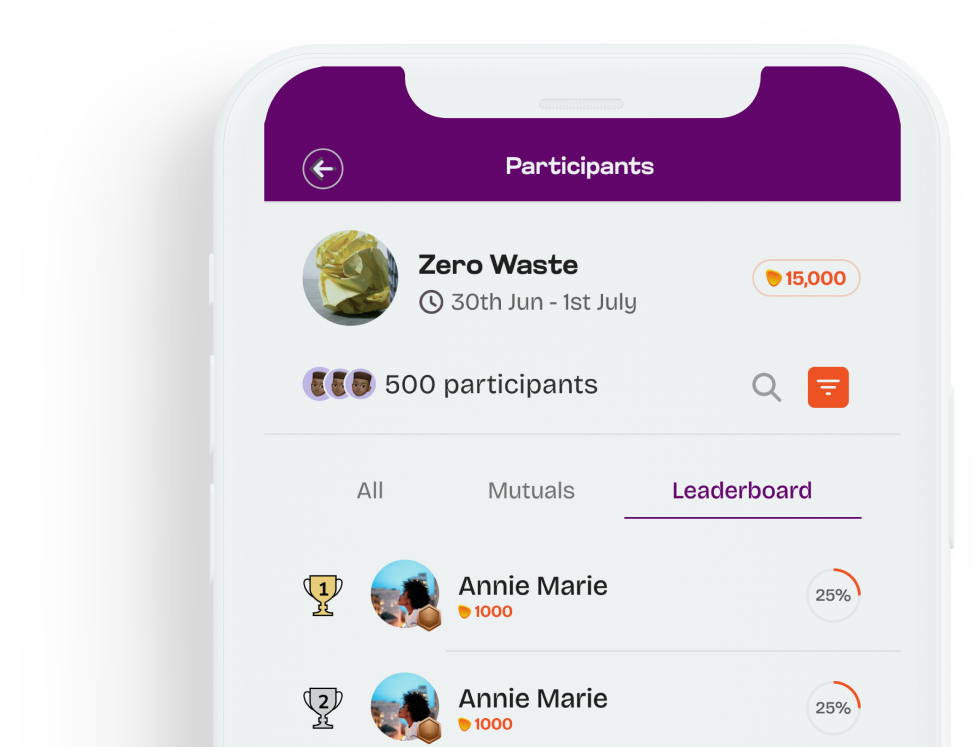 Participants
Zero Waste
15,000
30th Jun - 1st July
500 participants
All Mutuals Leaderboard
1
Annie Marie
1000
25%
2
Annie Marie
1000
25%